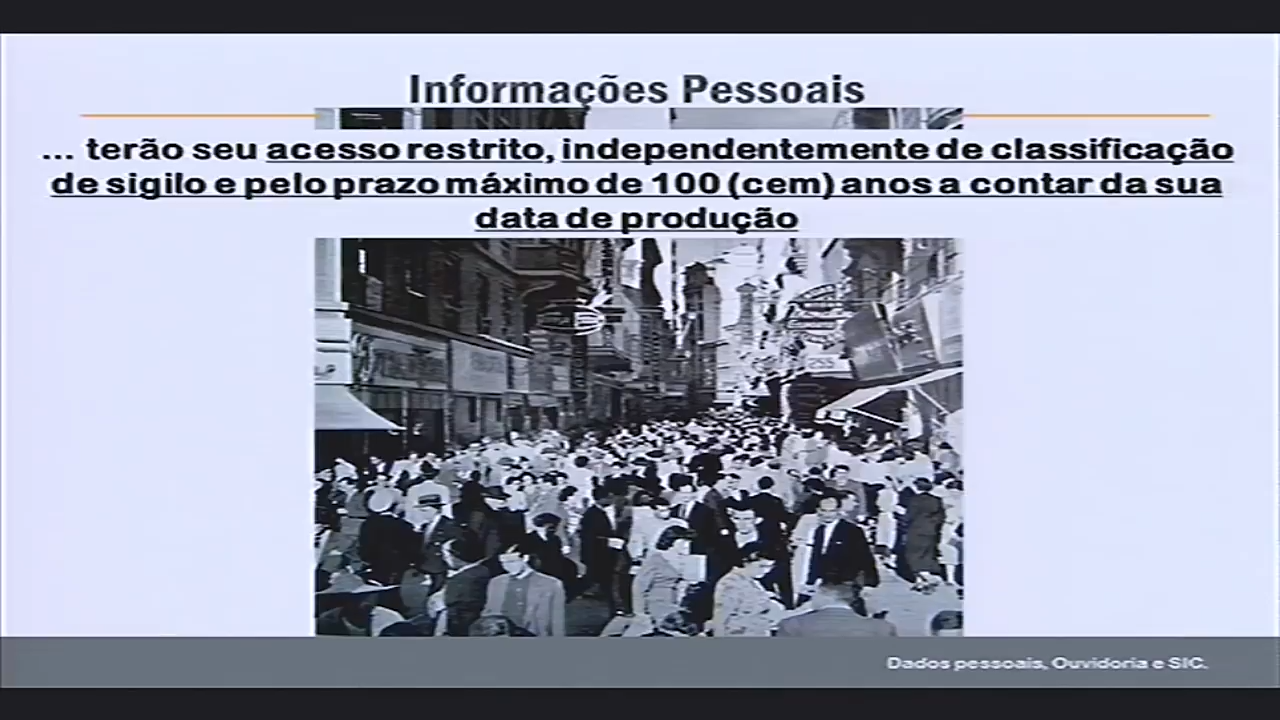 Informações Pessoais
... terão seu acesso restrito, independentemente de classificação
de sigilo e pelo prazo máximo de 100 (cem) anos a contar da sua
data de produção
255
Dados pessoais, Ouvidoria e SIC.